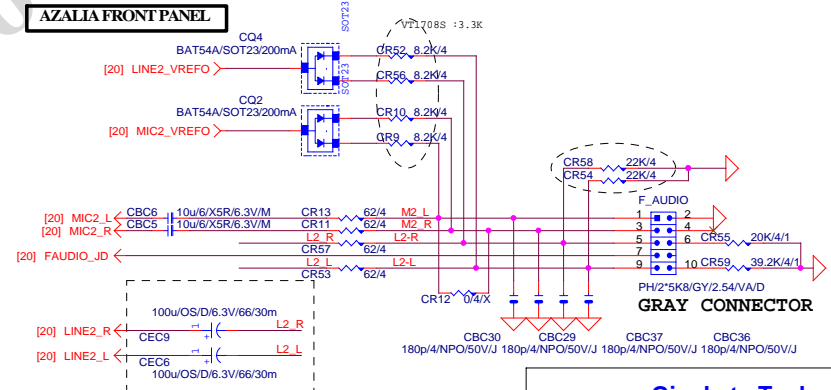 AZALIA FRONT PANEL
SOT23
VT1708S :3.3K
CQ4
BAT54A/SOT23/200mA
CR52 8.2K/4
[20] LINE2_VREFO
CR56 8.2K/4
SOT23
CQ2
BAT54A/SOT23/200mA
CR10 8.2K/4
[20] MIC2_VREFO
CR9 8.2K/4
CR58 22K/4
CR54 22K/4
F_AUDIO
[20] MIC2_L CBC6 10u/6/X5R/6.3V/M CR13 62/4 M2_L 1 2
[20] MIC2_R CBC5 10u/6/X5R/6.3V/M CR11 62/4 M2_R 3 4
L2_R L2-R 5 6 CR55 20K/4/1
[20] FAUDIO_JD CR57 62/4 7
L2_L L2-L 9 10 CR59 39.2K/4/1
CR53 62/4
PH/2*5K8/GY/2.54/VA/D
CR12 0/4/X
GRAY CONNECTOR
100u/OS/D/6.3V/66/30m
[20] LINE2_R 1 + L2_R
CEC9
CBC30 CBC29 CBC37 CBC36
180p/4/NPO/50V/J 180p/4/NPO/50V/J 180p/4/NPO/50V/J 180p/4/NPO/50V/J
[20] LINE2_L 1 + L2_L
CEC6
100u/OS/D/6.3V/66/30m